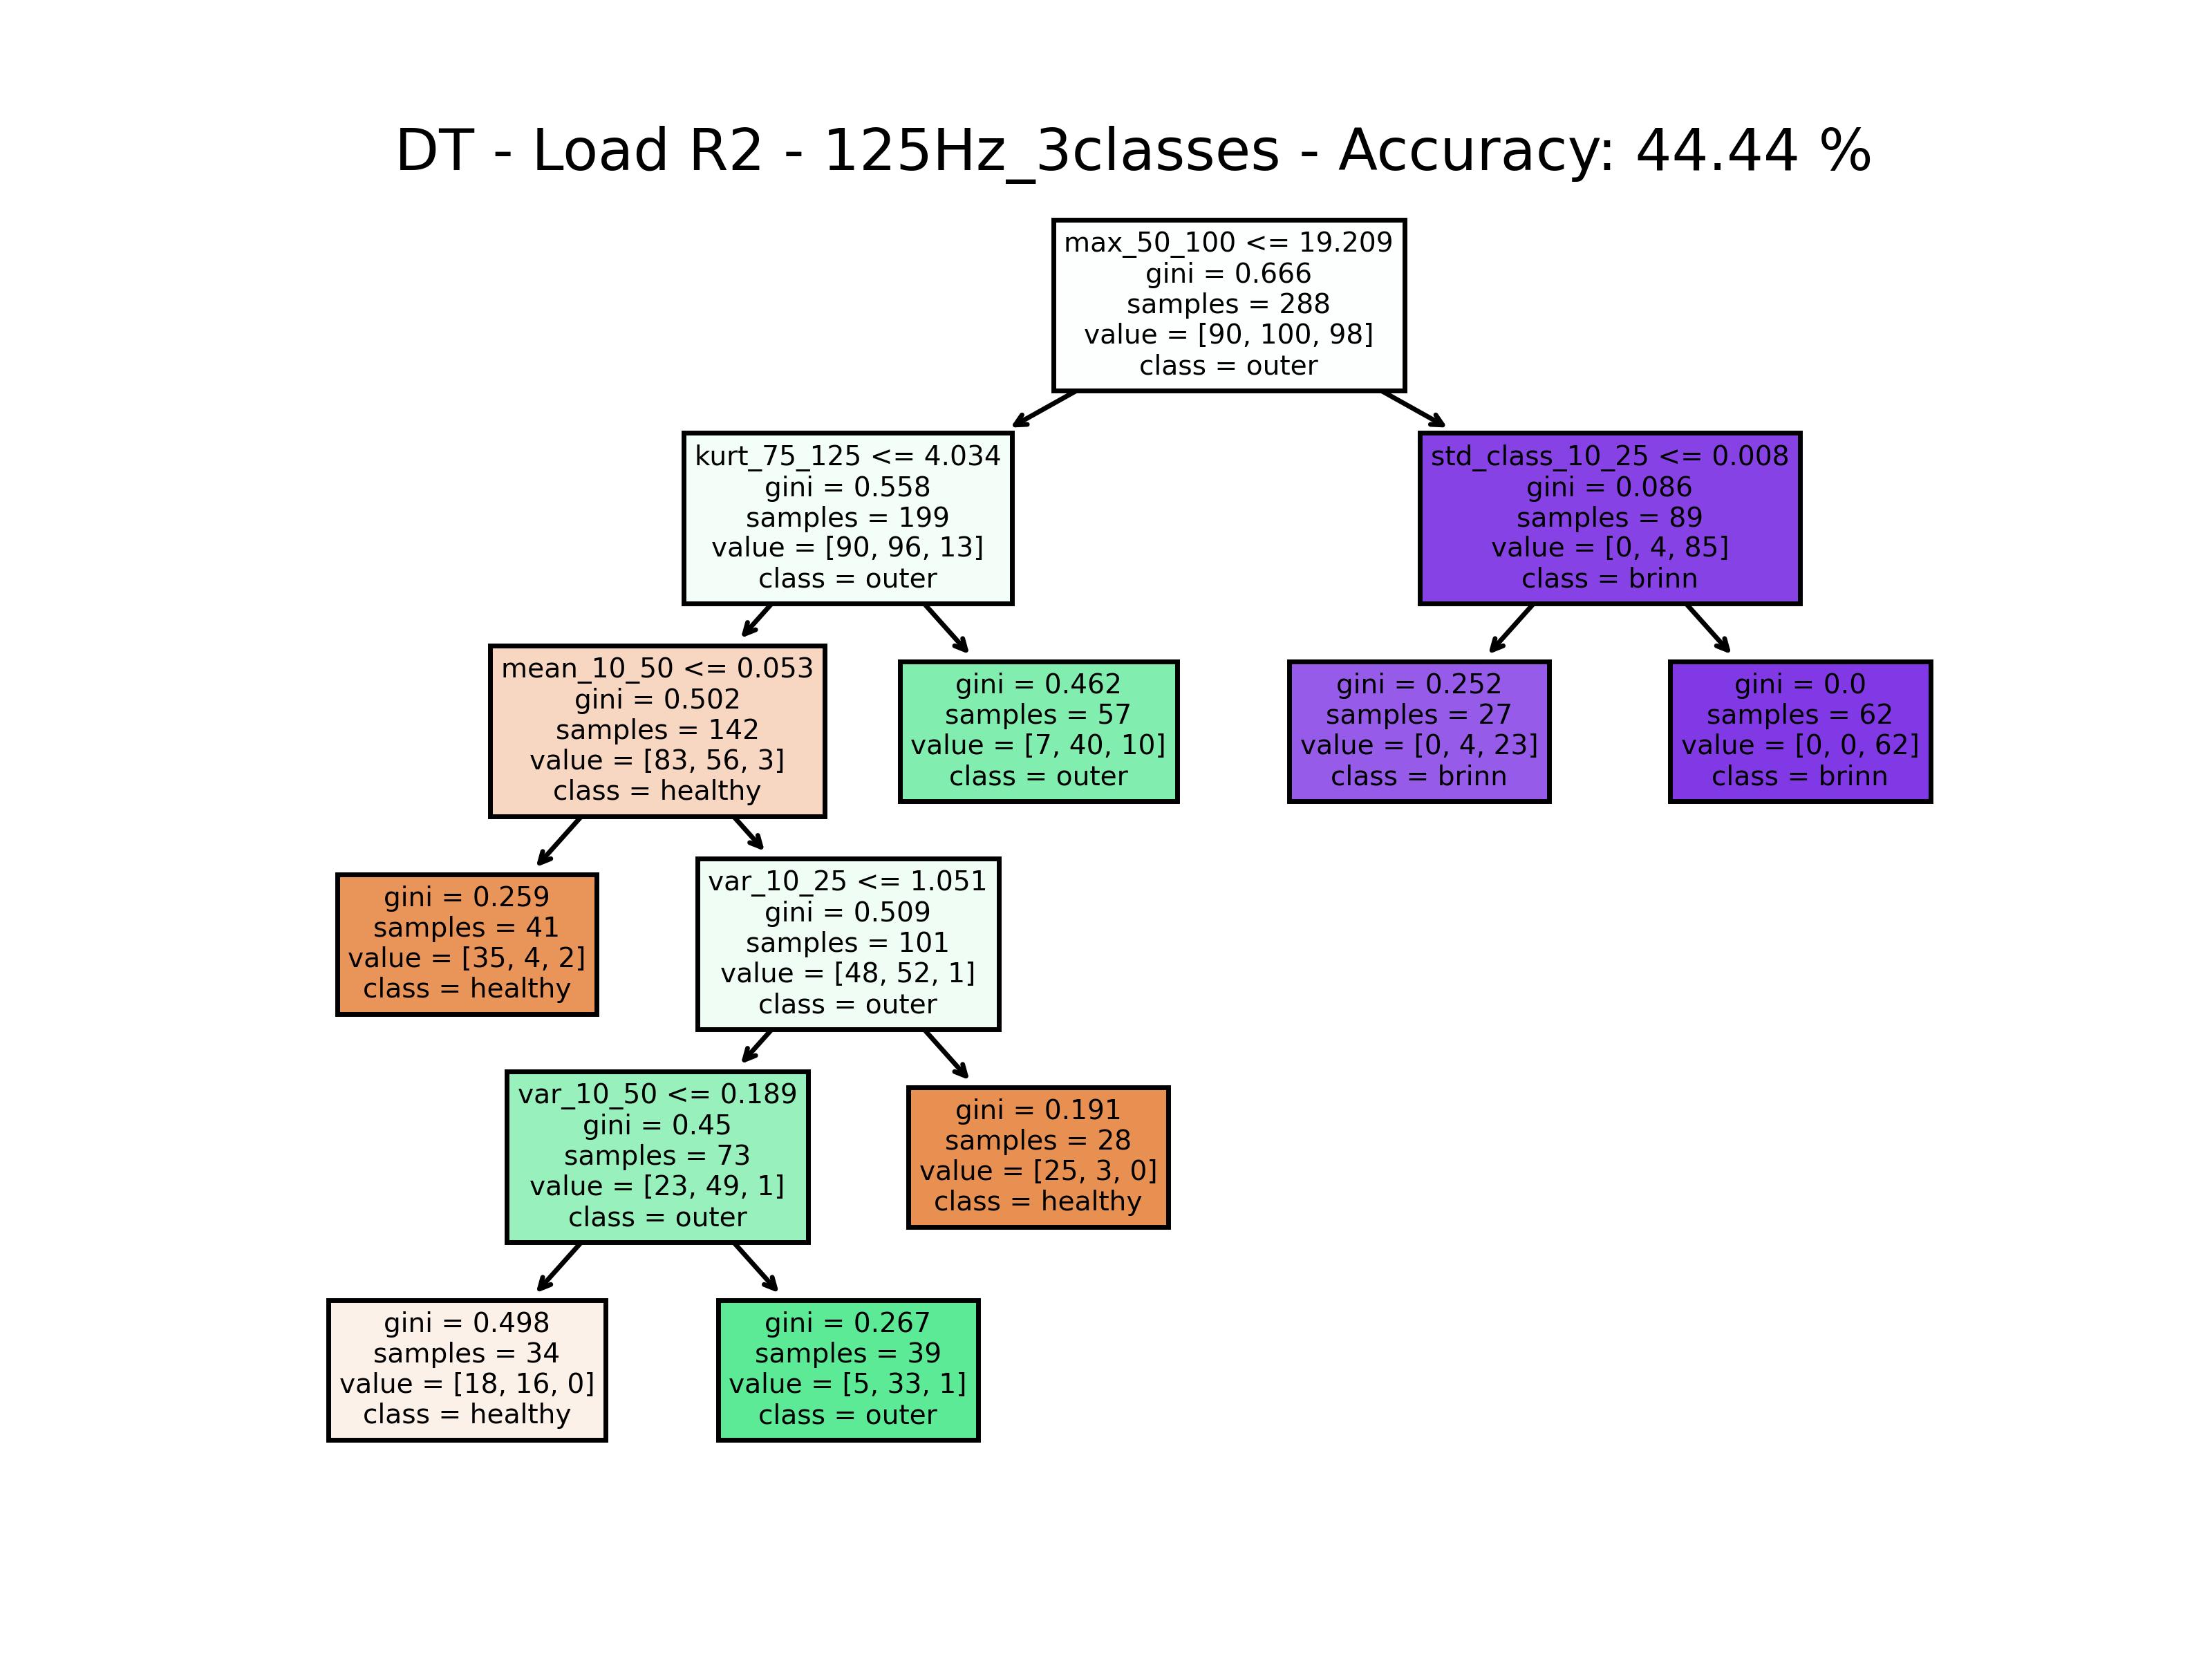 DT - Load R2 - 125Hz_3classes - Accuracy: 44.44 %
max_50_100 <= 19.209
gini = 0.666
samples = 288
value = [90, 100, 98]
class = outer
kurt_75_125 <= 4.034
gini = 0.558
samples = 199
value = [90, 96, 13]
class = outer
std_class_10_25 <= 0.008
gini = 0.086
samples = 89
value = [0, 4, 85]
class = brinn
mean_10_50 <= 0.053
gini = 0.502
samples = 142
value = [83, 56, 3]
class = healthy
gini = 0.462
samples = 57
value = [7, 40, 10]
class = outer
gini = 0.252
samples = 27
value = [0, 4, 23]
class = brinn
gini = 0.0
samples = 62
value = [0, 0, 62]
class = brinn
gini = 0.259
samples = 41
value = [35, 4, 2]
class = healthy
var_10_25 <= 1.051
gini = 0.509
samples = 101
value = [48, 52, 1]
class = outer
var_10_50 <= 0.189
gini = 0.45
samples = 73
value = [23, 49, 1]
class = outer
gini = 0.191
samples = 28
value = [25, 3, 0]
class = healthy
gini = 0.498
samples = 34
value = [18, 16, 0]
class = healthy
gini = 0.267
samples = 39
value = [5, 33, 1]
class = outer